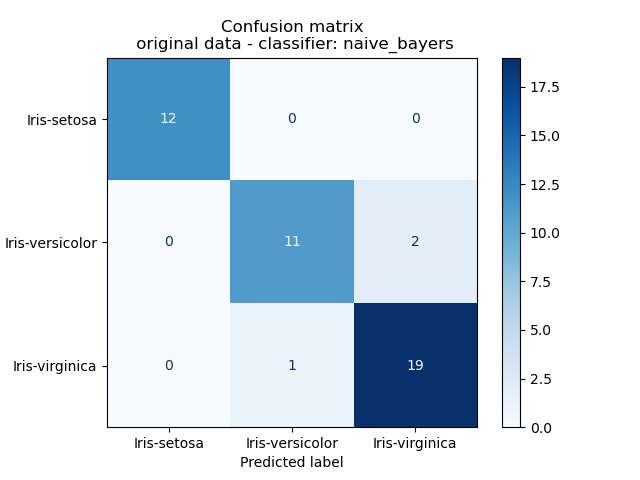 Confusion matrix
original data - classifier: naive_bayers
Iris-setosa 12 0 0
Iris-versicolor 0 11 2
Iris-virginica 0 1 19
Iris-setosa Iris-versicolor Iris-virginica
Predicted label
17.5
15.0
12.5
10.0
7.5
5.0
2.5
0.0